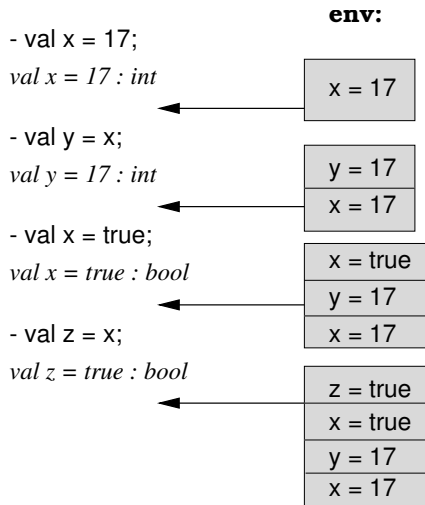 env:
- val x = 17;
val x = 17 : int
x = 17
- val y = x;
val y = 17 : int
y = 17
x = 17
- val x = true;
val x = true : bool
x = true
y = 17
x = 17
- val z = x;
val z = true : bool
z = true
x = true
y = 17
x = 17